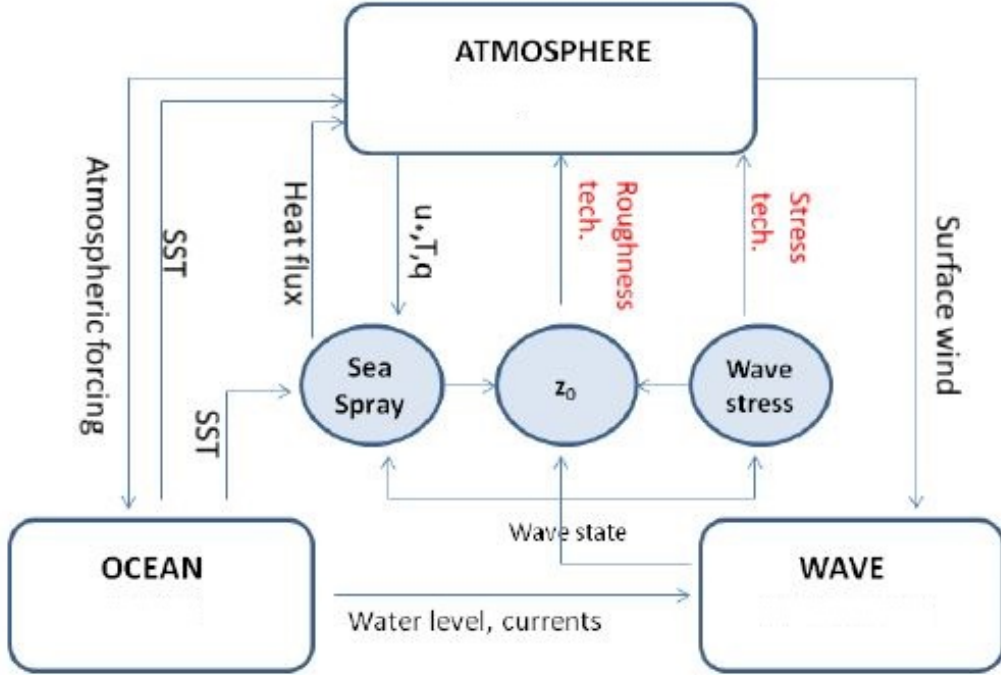 ATMOSPHERE
Atmospheric forcing
SST
Heat flux
u*,T,q
Roughness
tech.
Stress
tech.
Surface wind
SST
Sea
Spray
z₀
Wave
stress
Wave state
OCEAN
WAVE
Water level, currents